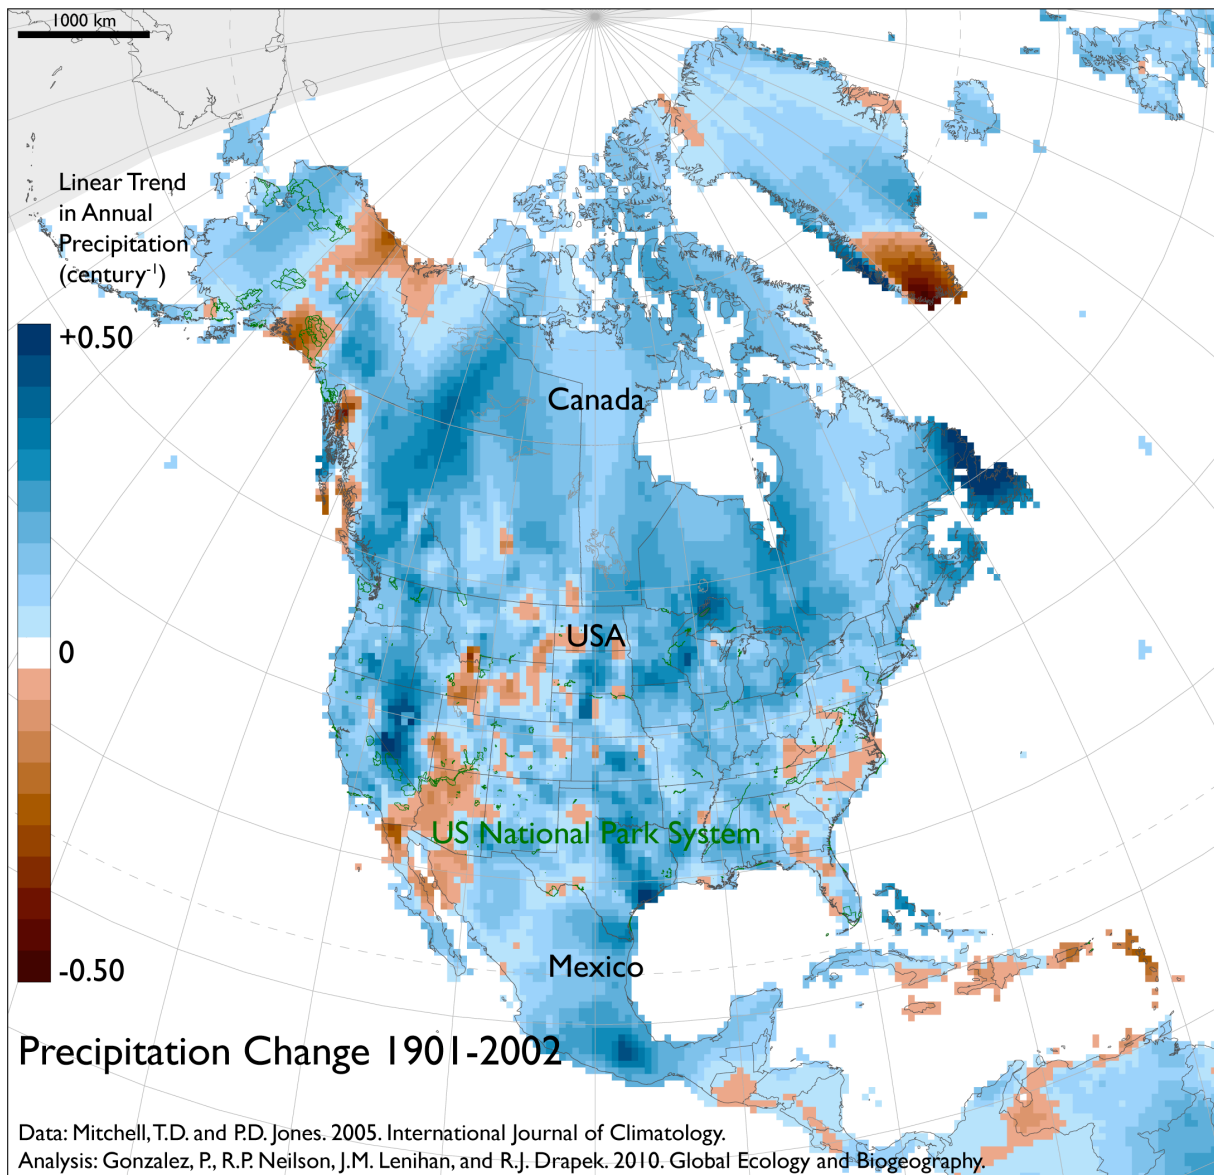 1000 km
Linear Trend
in Annual
Precipitation
(century-1)
+0.50
0
-0.50
Canada
USA
US National Park System
Mexico
Precipitation Change 1901-2002
Data: Mitchell, T.D. and P.D. Jones. 2005. International Journal of Climatology.
Analysis: Gonzalez, P., R.P. Neilson, J.M. Lenihan, and R.J. Drapek. 2010. Global Ecology and Biogeography.